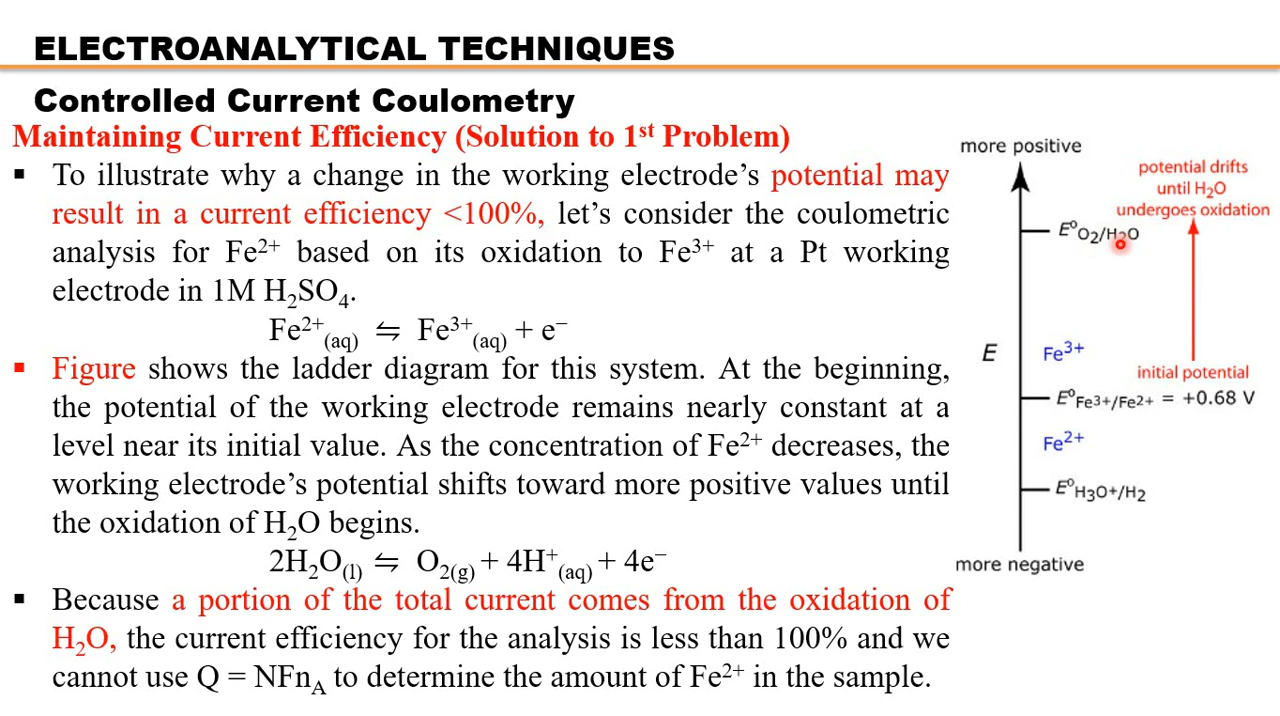 ELECTROANALYTICAL TECHNIQUES
Controlled Current Coulometry
Maintaining Current Efficiency (Solution to 1st Problem)
▪ To illustrate why a change in the working electrode’s potential may
result in a current efficiency <100%, let’s consider the coulometric
analysis for Fe²⁺ based on its oxidation to Fe³⁺ at a Pt working
electrode in 1M H₂SO₄.
Fe²⁺(aq) ⇋ Fe³⁺(aq) + e⁻
▪ Figure shows the ladder diagram for this system. At the beginning,
the potential of the working electrode remains nearly constant at a
level near its initial value. As the concentration of Fe²⁺ decreases, the
working electrode’s potential shifts toward more positive values until
the oxidation of H₂O begins.
2H₂O(l) ⇋ O₂(g) + 4H⁺(aq) + 4e⁻
▪ Because a portion of the total current comes from the oxidation of
H₂O, the current efficiency for the analysis is less than 100% and we
cannot use Q = NFnA to determine the amount of Fe²⁺ in the sample.
more positive
potential drifts
until H₂O
undergoes oxidation
E°O2/H2O
E
Fe³⁺
initial potential
E°Fe3+/Fe2+ = +0.68 V
Fe²⁺
E°H3O+/H2
more negative